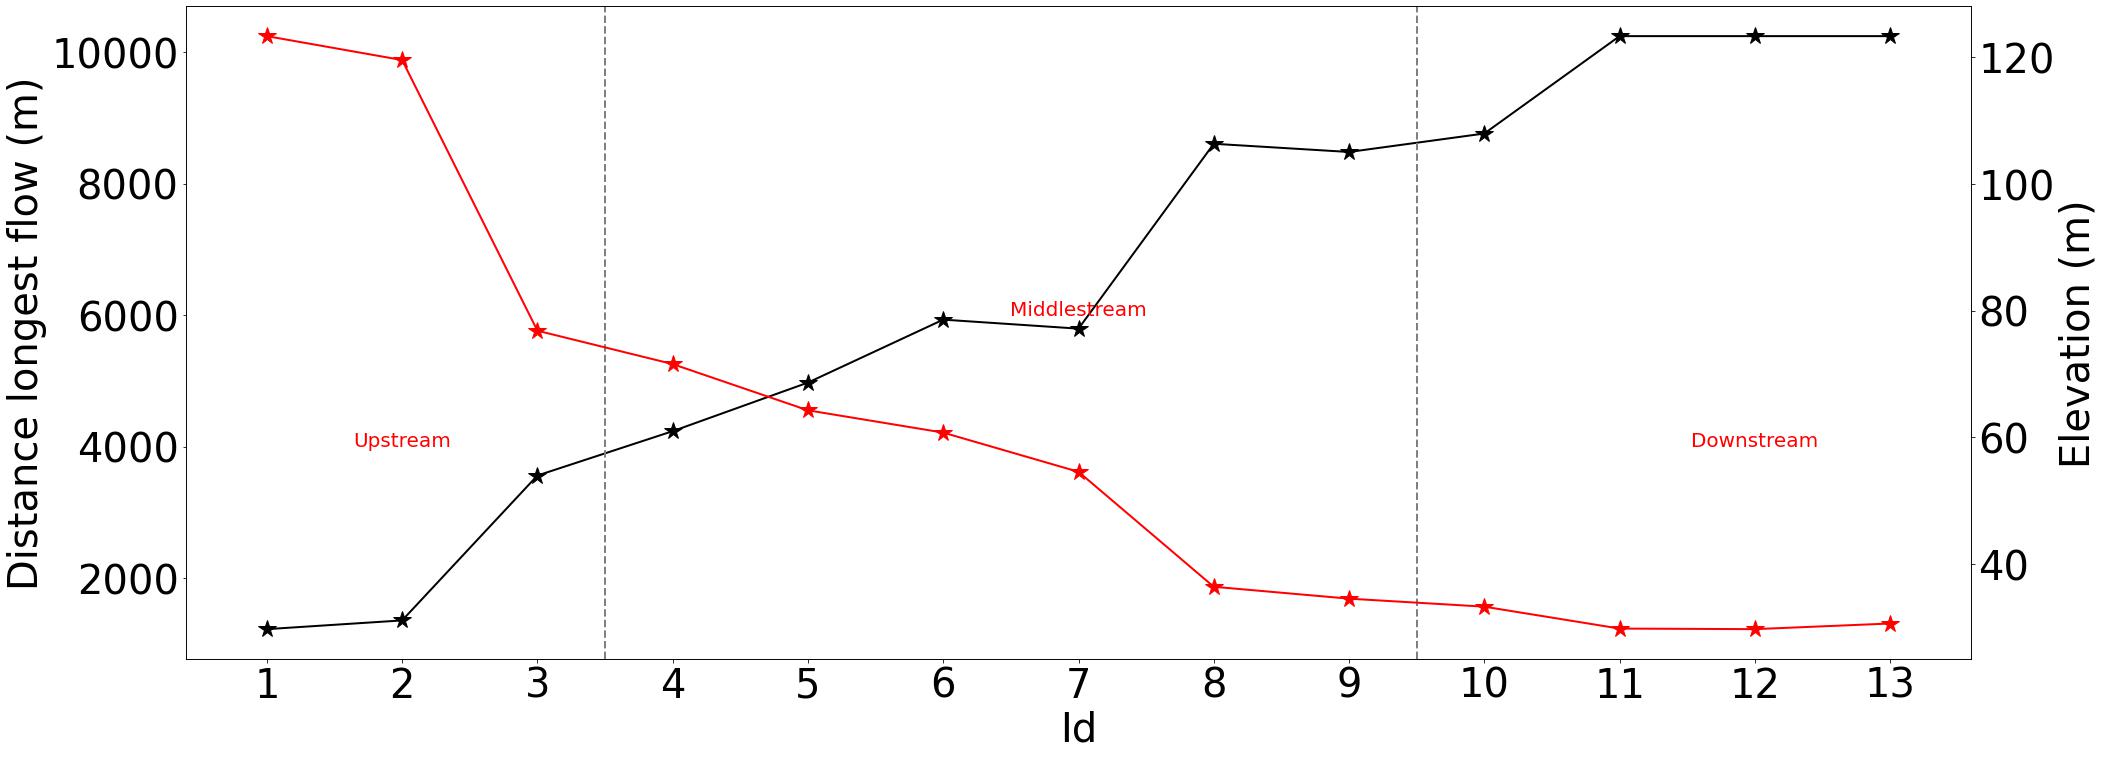 Distance longest flow (m)
10000
8000
6000
4000
2000
Upstream
Middlestream
Downstream
120
100
80
60
40
Elevation (m)
1 2 3 4 5 6 7 8 9 10 11 12 13
Id